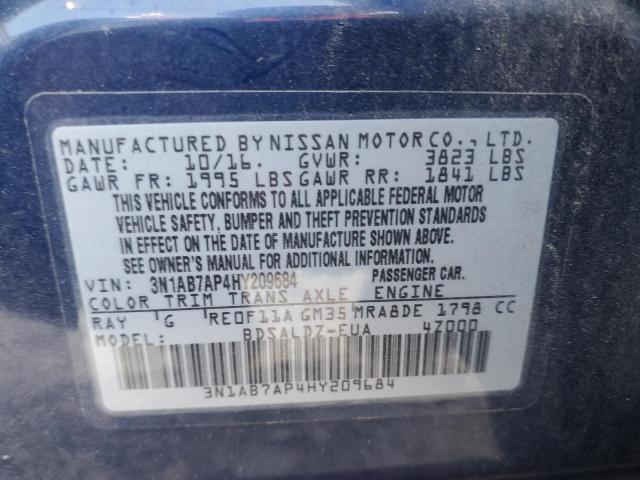 MANUFACTURED BY NISSAN MOTOR CO., LTD.
DATE: 10/16. GVWR: 3823 LBS
GAWR FR: 1995 LBS GAWR RR: 1841 LBS
THIS VEHICLE CONFORMS TO ALL APPLICABLE FEDERAL MOTOR
VEHICLE SAFETY, BUMPER AND THEFT PREVENTION STANDARDS
IN EFFECT ON THE DATE OF MANUFACTURE SHOWN ABOVE.
SEE OWNER'S MANUAL FOR ADDITIONAL INFORMATION.
VIN: 3N1AB7AP4HY209684 PASSENGER CAR.
COLOR TRIM TRANS AXLE ENGINE
RAY G RE0F11A GM35 MRA8DE 1798 CC
MODEL: BDSALDZ-EUA 4Z000
3N1AB7AP4HY209684